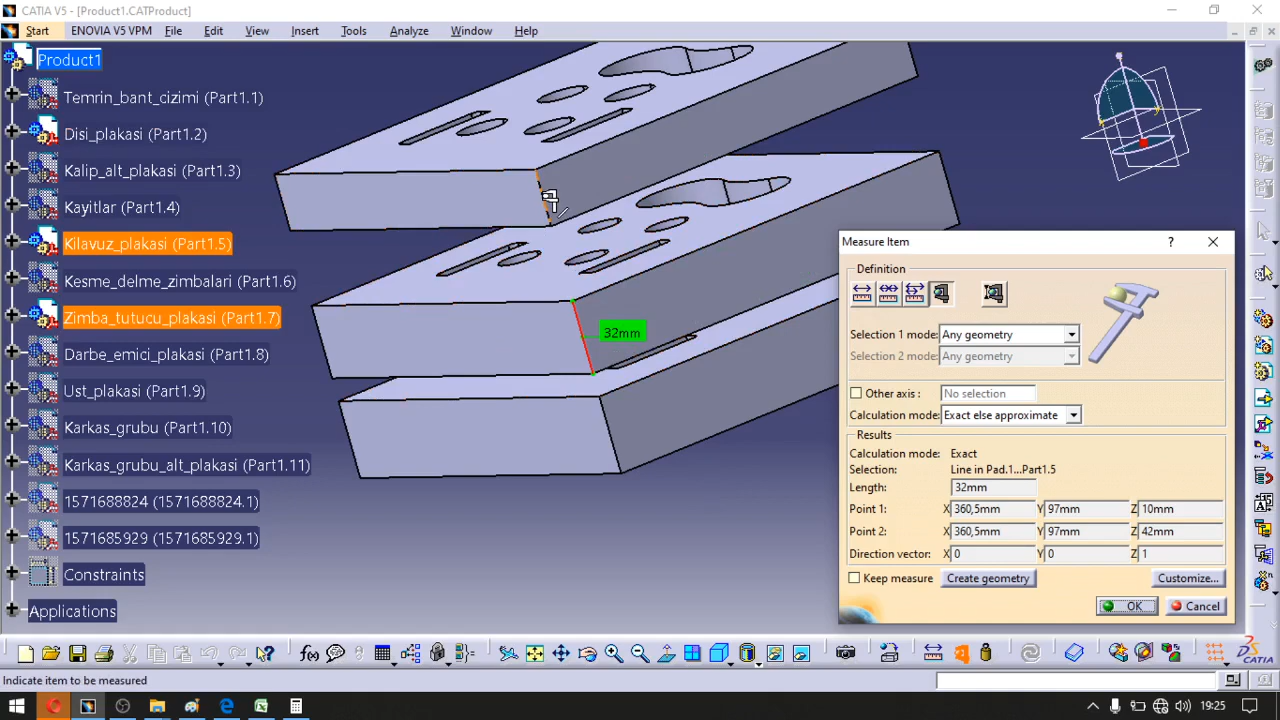 CATIA V5 - [Product1.CATProduct]
Start ENOVIA V5 VPM File Edit View Insert Tools Analyze Window Help
Product1
Temrin_bant_cizimi (Part1.1)
Disi_plakasi (Part1.2)
Kalip_alt_plakasi (Part1.3)
Kayitlar (Part1.4)
Kilavuz_plakasi (Part1.5)
Kesme_delme_zimbalari (Part1.6)
Zimba_tutucu_plakasi (Part1.7)
Darbe_emici_plakasi (Part1.8)
Ust_plakasi (Part1.9)
Karkas_grubu (Part1.10)
Karkas_grubu_alt_plakasi (Part1.11)
1571688824 (1571688824.1)
1571685929 (1571685929.1)
Constraints
Applications
32mm
Measure Item ?
Definition
Selection 1 mode: Any geometry
Selection 2 mode: Any geometry
Other axis : No selection
Calculation mode: Exact else approximate
Results
Calculation mode: Exact
Selection: Line in Pad.1...Part1.5
Length: 32mm
Point 1: X 360,5mm Y 97mm Z 10mm
Point 2: X 360,5mm Y 97mm Z 42mm
Direction vector: X 0 Y 0 Z 1
Keep measure Create geometry Customize...
OK Cancel
f(x)
CATIA
Indicate item to be measured
19:25